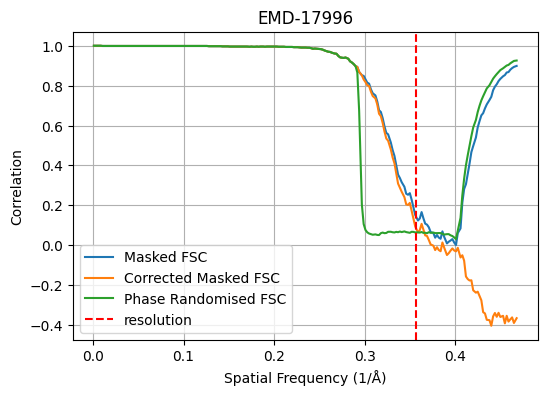 EMD-17996
Correlation
1.0
0.8
0.6
0.4
0.2
0.0
−0.2
−0.4
Masked FSC
Corrected Masked FSC
Phase Randomised FSC
resolution
0.0 0.1 0.2 0.3 0.4
Spatial Frequency (1/Å)